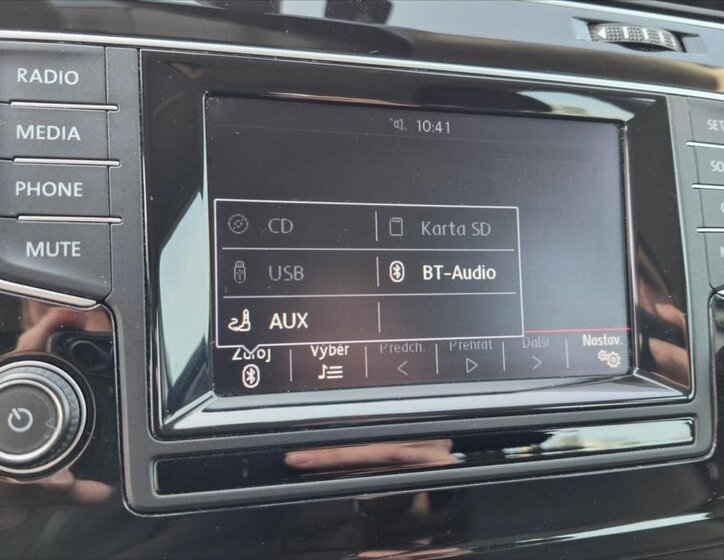 RADIO
MEDIA
PHONE
MUTE
10:41
CD
Karta SD
USB
BT-Audio
AUX
Zdroj
Výběr
Předch.
Přehrát
Další
Nastav.
SET